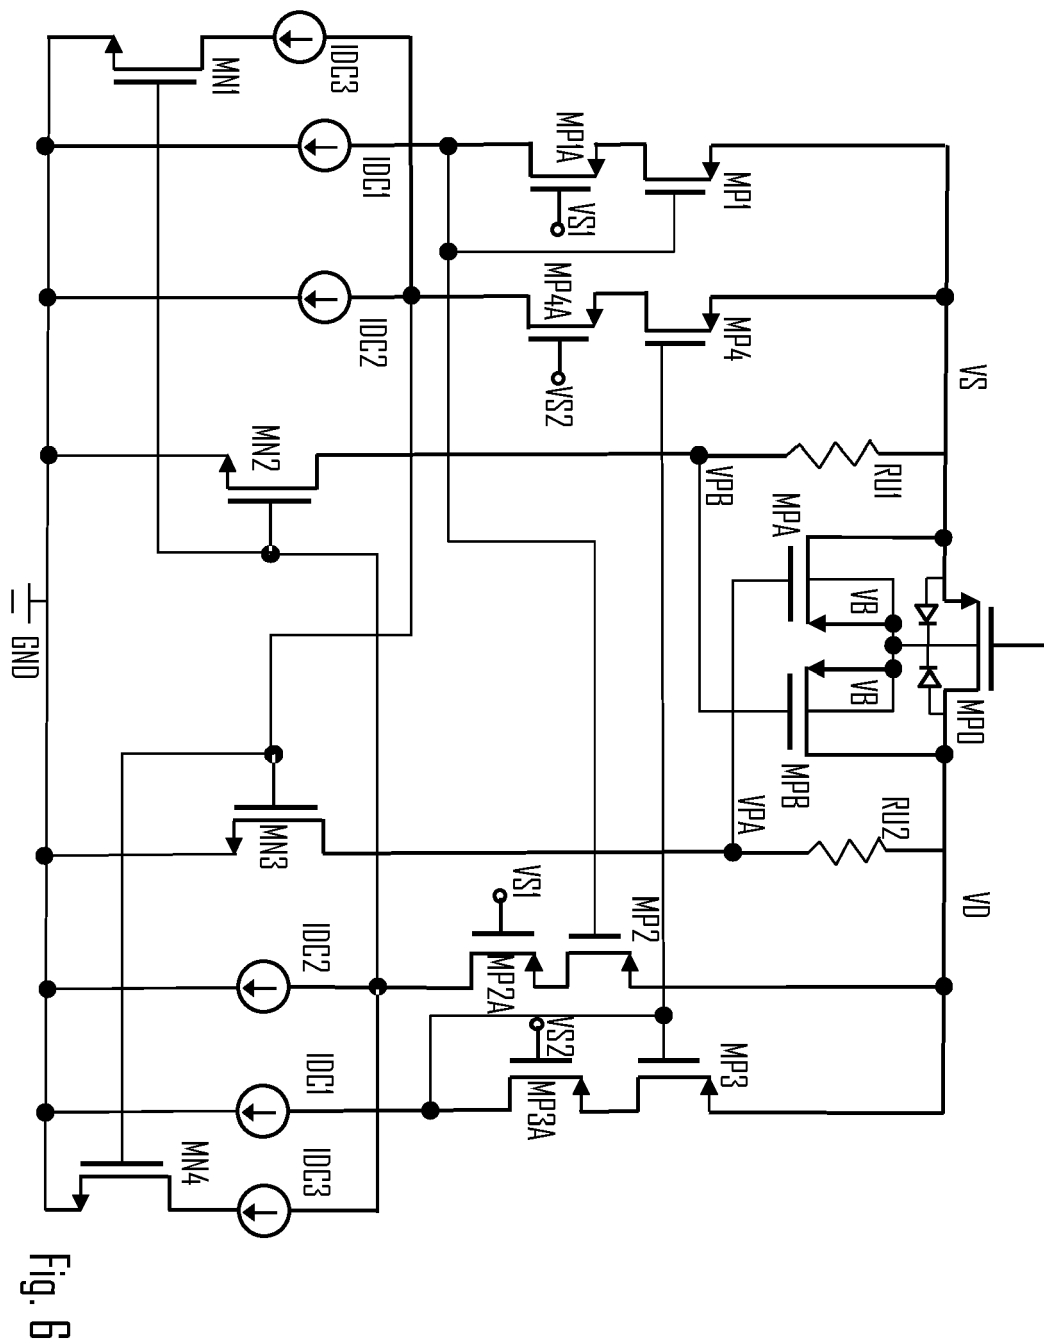 VS
MP0
VD
RU1
RU2
VB
VB
MPA
MPB
MP1
MP4
VPA
MP3
VPB
MP2
MP1A
VS1
MP4A
VS2
VS2
MP3A
VS1
MP2A
IDC3
IDC1
IDC2
IDC2
IDC1
IDC3
MN1
MN2
MN3
MN4
GND
Fig. 6